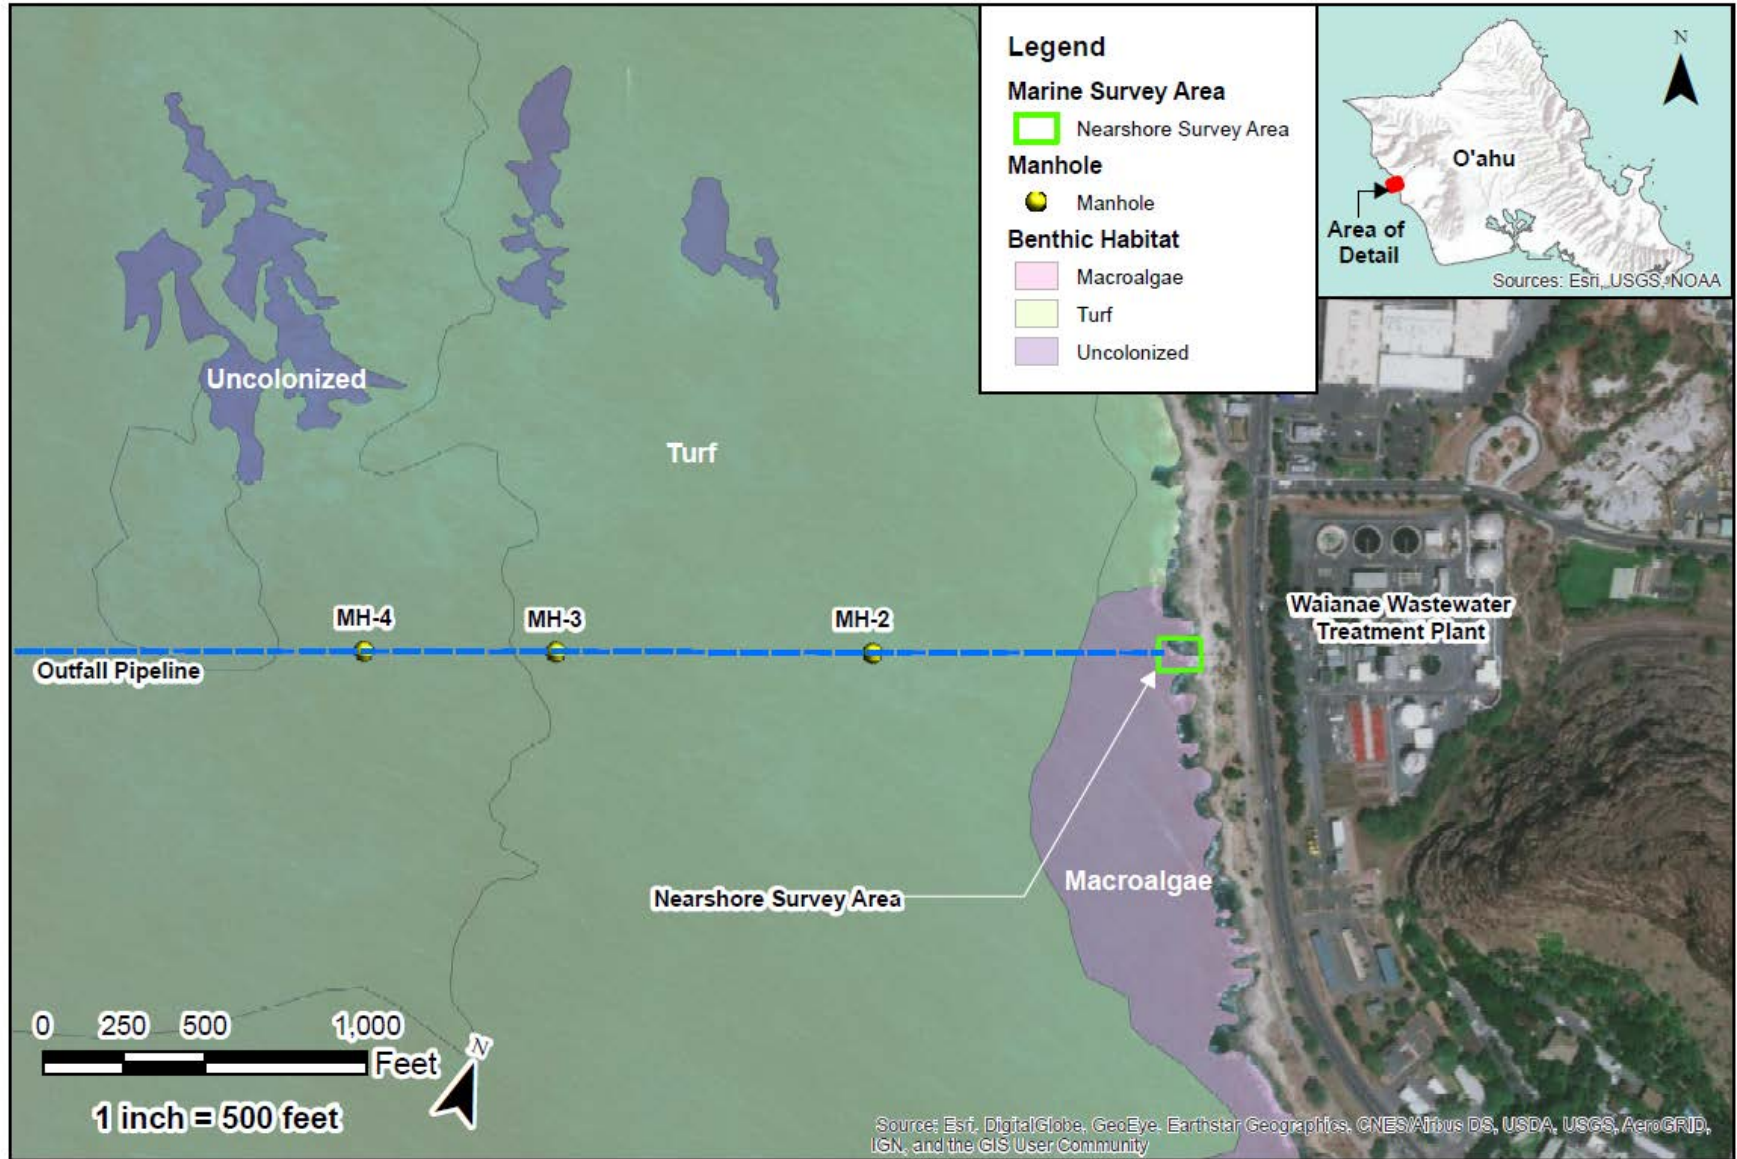 Legend
Marine Survey Area
Nearshore Survey Area
Manhole
Manhole
Benthic Habitat
Macroalgae
Turf
Uncolonized
N
O'ahu
Area of
Detail
Sources: Esri, USGS, NOAA
Uncolonized
Turf
MH-4
MH-3
MH-2
Outfall Pipeline
Waianae Wastewater
Treatment Plant
Nearshore Survey Area
Macroalgae
0 250 500 1,000
Feet
N
1 inch = 500 feet
Source: Esri, DigitalGlobe, GeoEye, Earthstar Geographics, CNES/Airbus DS, USDA, USGS, AeroGRID,
IGN, and the GIS User Community